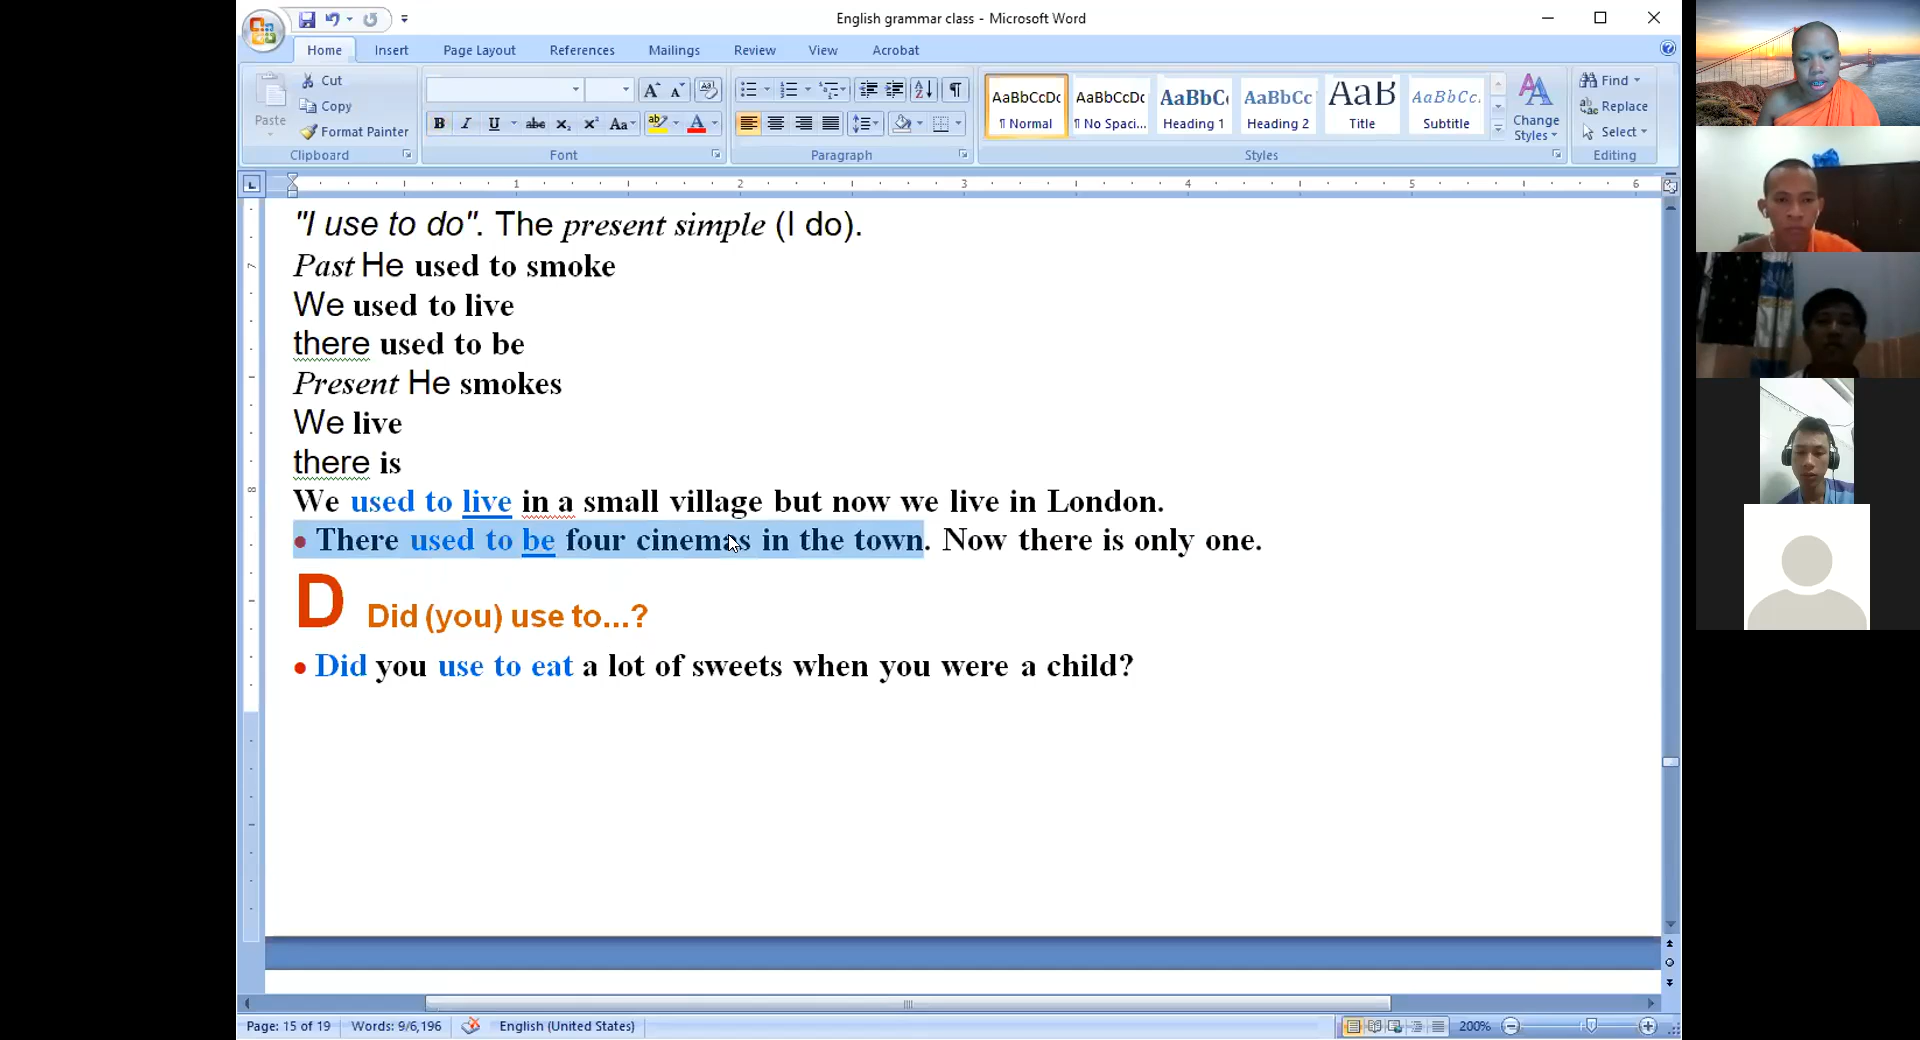 English grammar class - Microsoft Word
Home Insert Page Layout References Mailings Review View Acrobat
Paste Cut Copy Format Painter
AaBbCcDc AaBbCcDc AaBbC AaBbCc AaB AaBbCc.
¶ Normal ¶ No Spaci... Heading 1 Heading 2 Title Subtitle
Change Styles
Find Replace Select
Clipboard Font Paragraph Styles Editing
1 2 3 4 5 6
"I use to do". The present simple (I do).
Past He used to smoke
We used to live
there used to be
Present He smokes
We live
there is
We used to live in a small village but now we live in London.
• There used to be four cinemas in the town. Now there is only one.
D Did (you) use to...?
• Did you use to eat a lot of sweets when you were a child?
Page: 15 of 19 Words: 9/6,196 English (United States) 200%